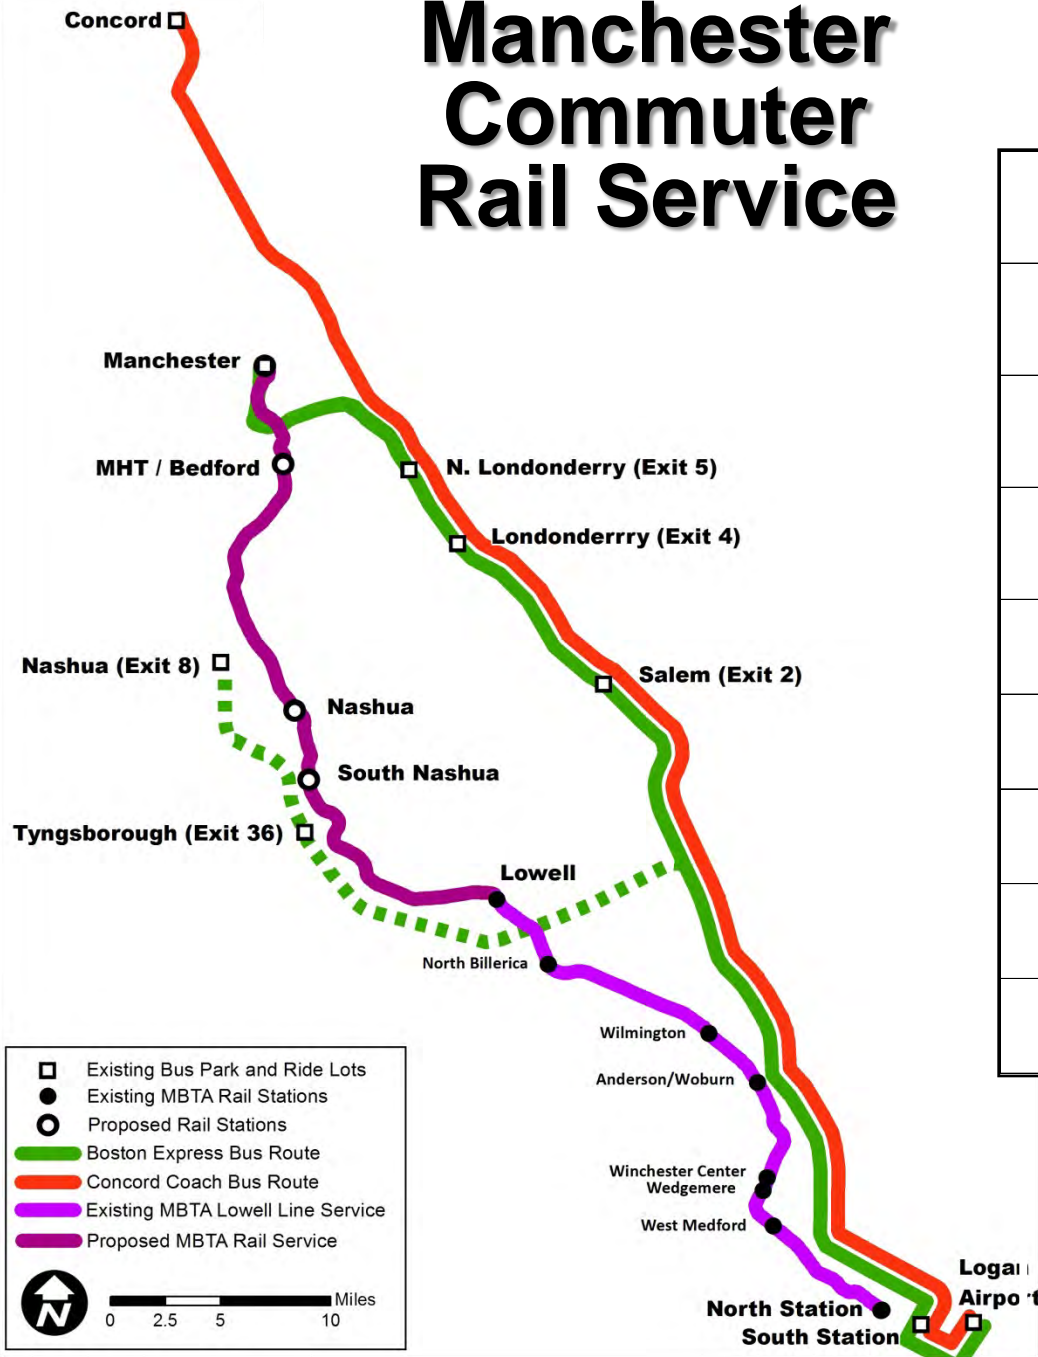 Manchester
Commuter
Rail Service
Concord
Manchester
MHT / Bedford
N. Londonderry (Exit 5)
Londonderrry (Exit 4)
Nashua (Exit 8)
Salem (Exit 2)
Nashua
South Nashua
Tyngsborough (Exit 36)
Lowell
North Billerica
Wilmington
Anderson/Woburn
Winchester Center
Wedgemere
West Medford
Logan
Airport
North Station
South Station
Existing Bus Park and Ride Lots
Existing MBTA Rail Stations
Proposed Rail Stations
Boston Express Bus Route
Concord Coach Bus Route
Existing MBTA Lowell Line Service
Proposed MBTA Rail Service
N
Miles
0 2.5 5 10